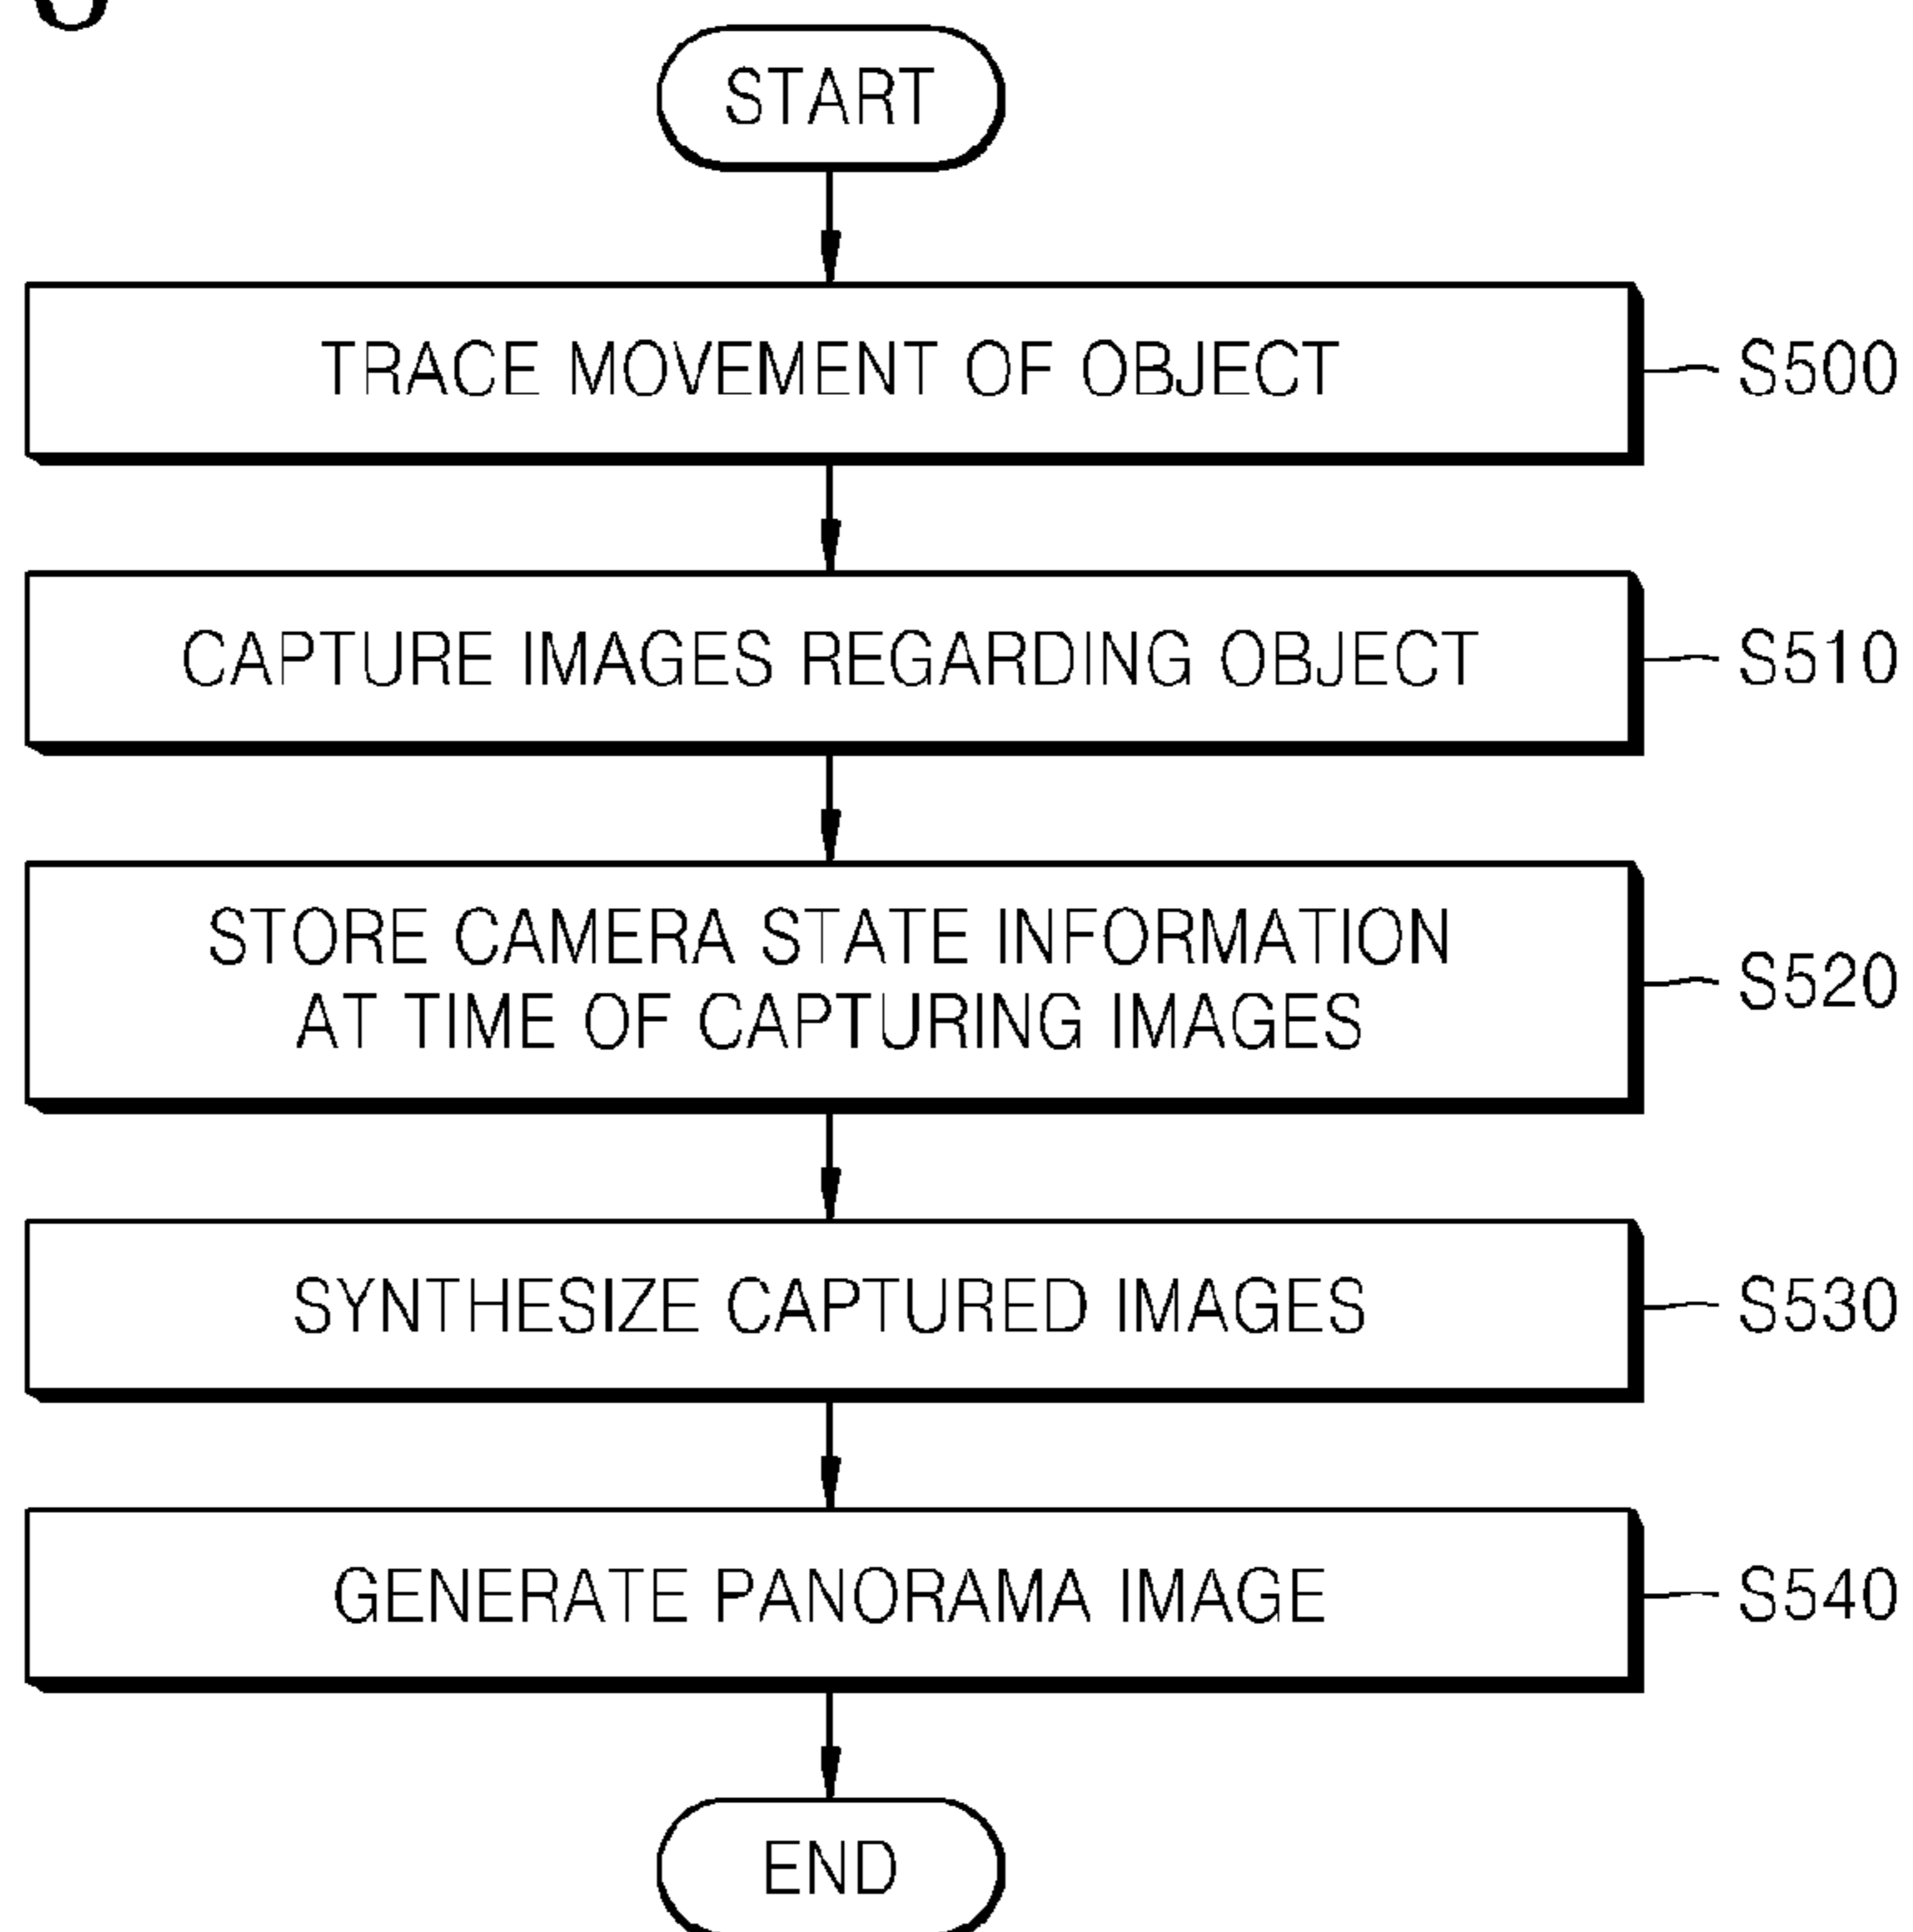 START
TRACE MOVEMENT OF OBJECT
S500
CAPTURE IMAGES REGARDING OBJECT
S510
STORE CAMERA STATE INFORMATION
AT TIME OF CAPTURING IMAGES
S520
SYNTHESIZE CAPTURED IMAGES
S530
GENERATE PANORAMA IMAGE
S540
END